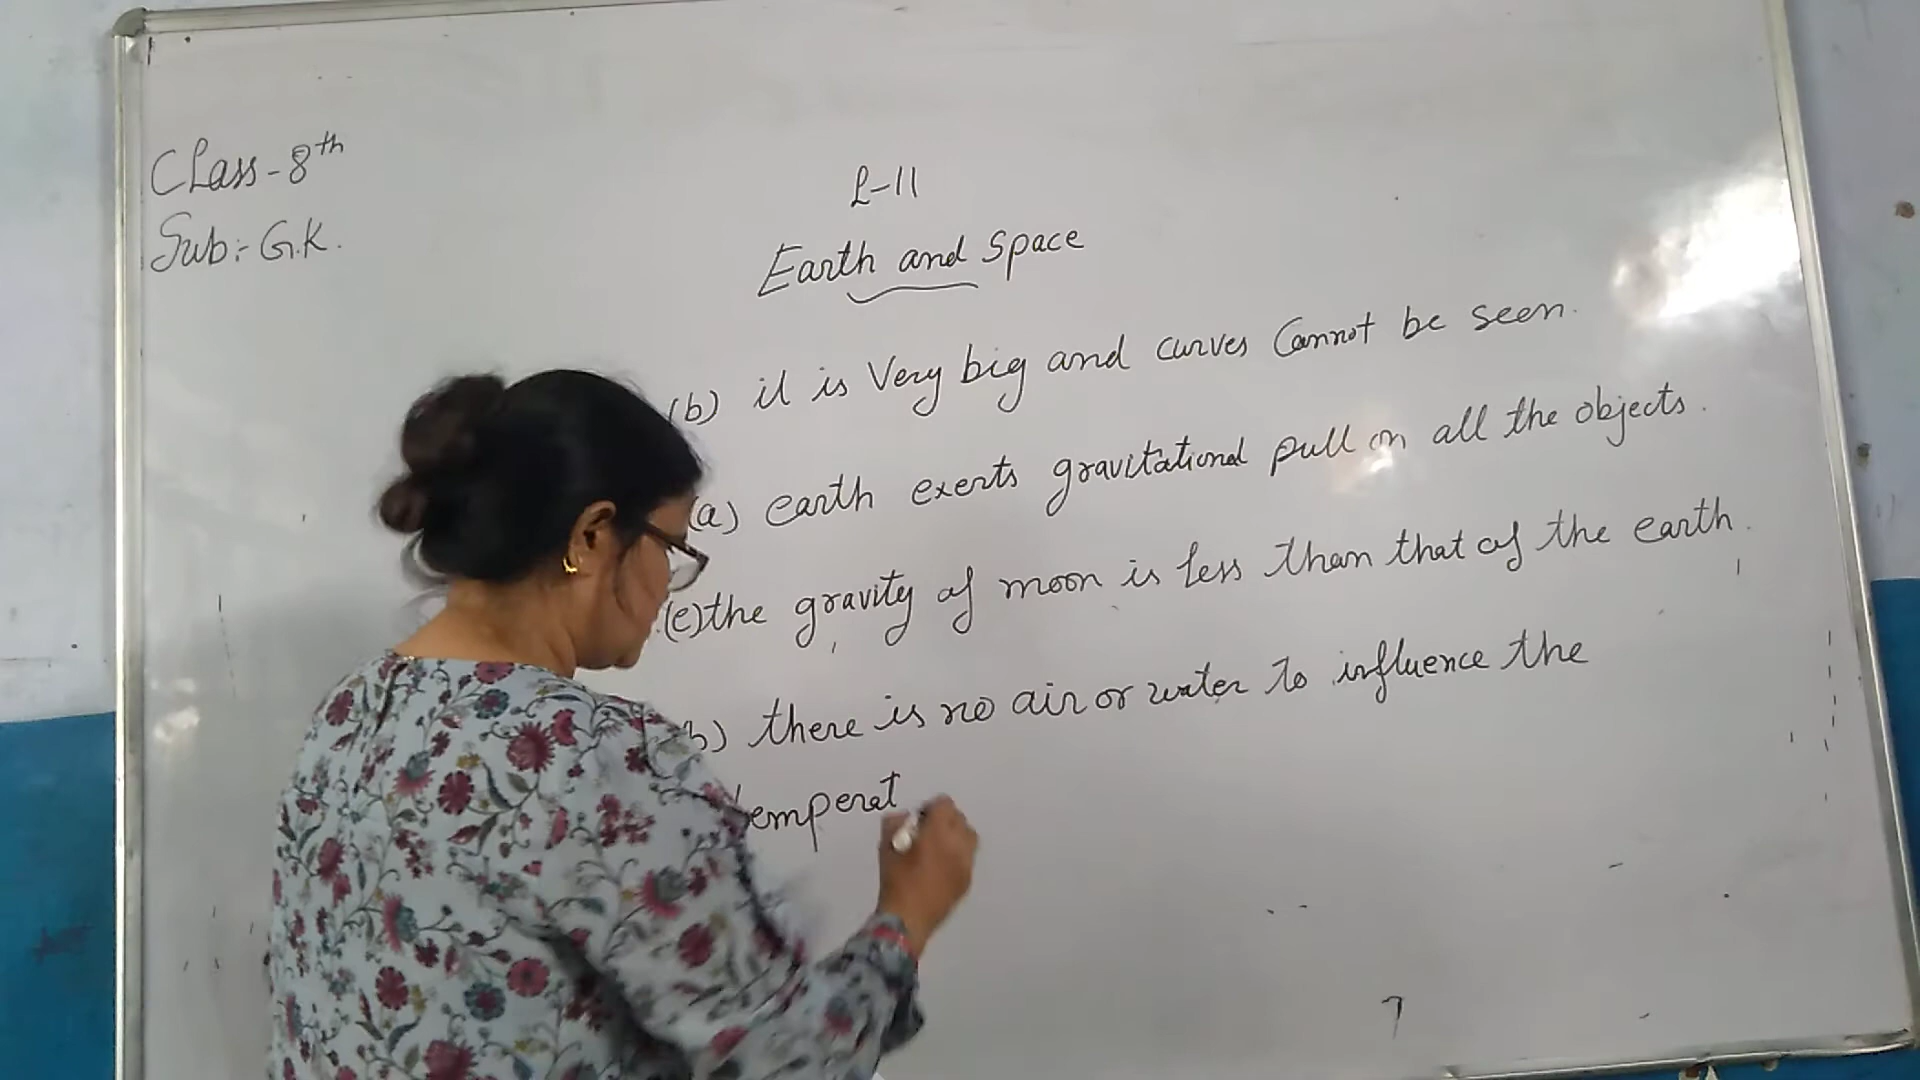 Class-8th
Sub:- G.K.
L-11
Earth and Space
(b) it is Very big and curves Cannot be seen.
(a) earth exerts gravitational pull on all the objects.
(c) the gravity of moon is less than that of the earth.
b) there is no air or water to influence the
temperat